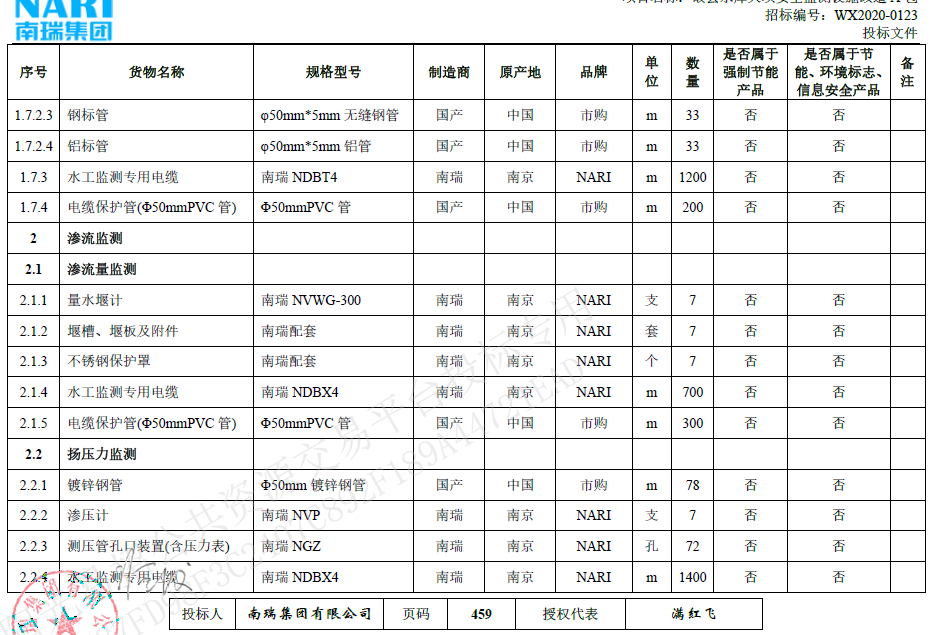 NARI
南瑞集团
招标编号：WX2020-0123
投标文件
序号 货物名称 规格型号 制造商 原产地 品牌 单位 数量 是否属于强制节能产品 是否属于节能、环境标志、信息安全产品 备注
1.7.2.3 钢标管 φ50mm*5mm 无缝钢管 国产 中国 市购 m 33 否 否
1.7.2.4 铝标管 φ50mm*5mm 铝管 国产 中国 市购 m 33 否 否
1.7.3 水工监测专用电缆 南瑞 NDBT4 南瑞 南京 NARI m 1200 否 否
1.7.4 电缆保护管(Φ50mmPVC 管) Φ50mmPVC 管 国产 中国 市购 m 200 否 否
2 渗流监测
2.1 渗流量监测
2.1.1 量水堰计 南瑞 NVWG-300 南瑞 南京 NARI 支 7 否 否
2.1.2 堰槽、堰板及附件 南瑞配套 南瑞 南京 NARI 套 7 否 否
2.1.3 不锈钢保护罩 南瑞配套 南瑞 南京 NARI 个 7 否 否
2.1.4 水工监测专用电缆 南瑞 NDBX4 南瑞 南京 NARI m 700 否 否
2.1.5 电缆保护管(Φ50mmPVC 管) Φ50mmPVC 管 国产 中国 市购 m 300 否 否
2.2 扬压力监测
2.2.1 镀锌钢管 Φ50mm 镀锌钢管 国产 中国 市购 m 78 否 否
2.2.2 渗压计 南瑞 NVP 南瑞 南京 NARI 支 7 否 否
2.2.3 测压管孔口装置(含压力表) 南瑞 NGZ 南瑞 南京 NARI 孔 72 否 否
2.2.4 水工监测专用电缆 南瑞 NDBX4 南瑞 南京 NARI m 1400 否 否
投标人 南瑞集团有限公司 页码 459 授权代表 满红飞
公共资源交易平台投标专用